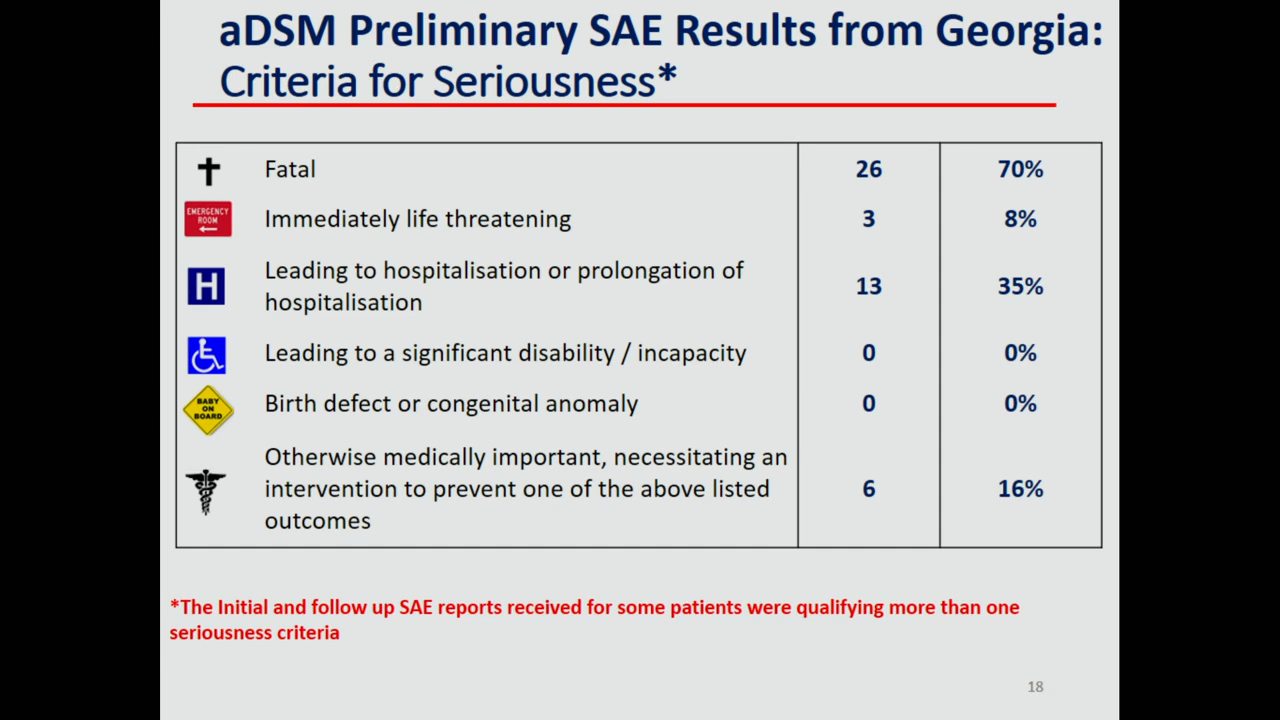 aDSM Preliminary SAE Results from Georgia:
Criteria for Seriousness*
Fatal 26 70%
EMERGENCY
ROOM
Immediately life threatening 3 8%
H
Leading to hospitalisation or prolongation of
hospitalisation 13 35%
Leading to a significant disability / incapacity 0 0%
BABY
ON
BOARD
Birth defect or congenital anomaly 0 0%
Otherwise medically important, necessitating an
intervention to prevent one of the above listed 6 16%
outcomes
*The Initial and follow up SAE reports received for some patients were qualifying more than one
seriousness criteria
18